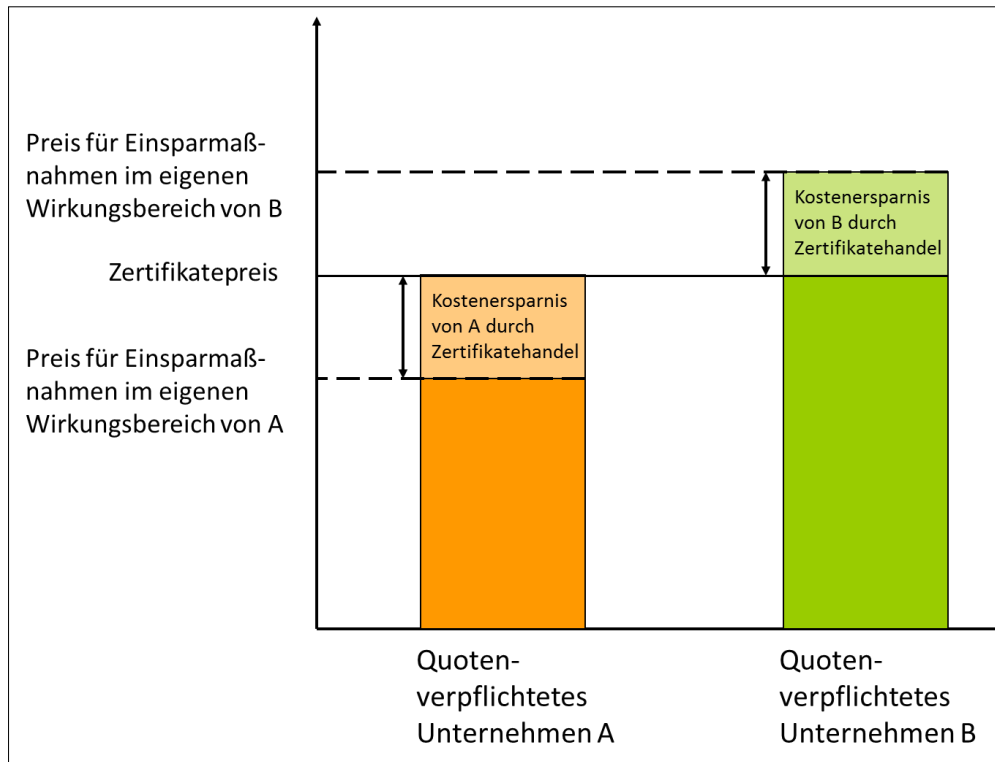 Preis für Einsparmaß-
nahmen im eigenen
Wirkungsbereich von B
Kostenersparnis
von B durch
Zertifikatehandel
Zertifikatepreis
Kostenersparnis
von A durch
Zertifikatehandel
Preis für Einsparmaß-
nahmen im eigenen
Wirkungsbereich von A
Quoten-
verpflichtetes
Unternehmen A
Quoten-
verpflichtetes
Unternehmen B